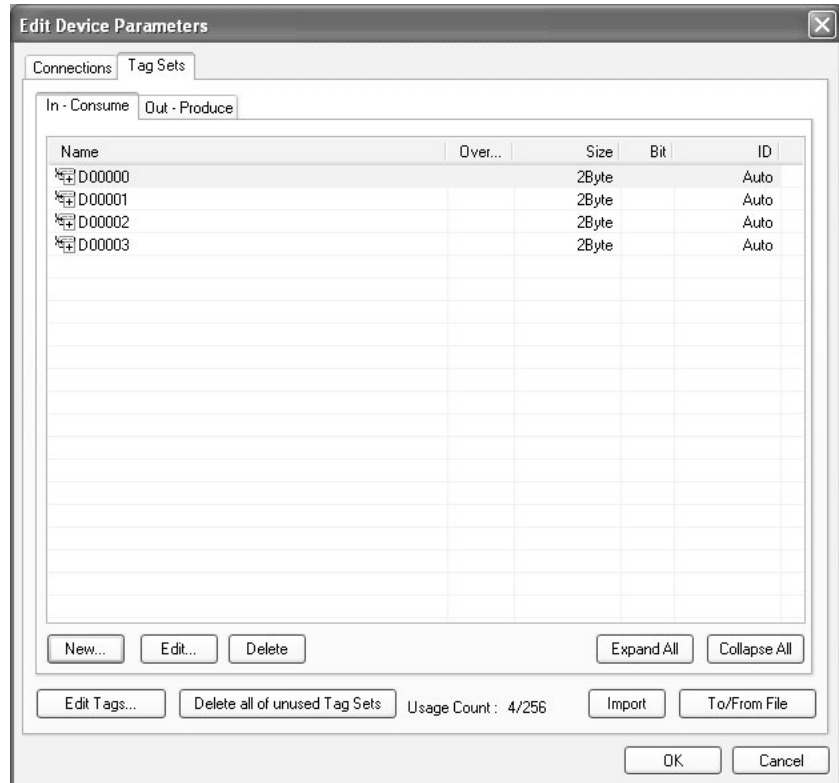 Edit Device Parameters
Connections Tag Sets
In - Consume Out - Produce
Name Over... Size Bit ID
D00000 2Byte Auto
D00001 2Byte Auto
D00002 2Byte Auto
D00003 2Byte Auto
New... Edit... Delete Expand All Collapse All
Edit Tags... Delete all of unused Tag Sets Usage Count : 4/256 Import To/From File
OK Cancel